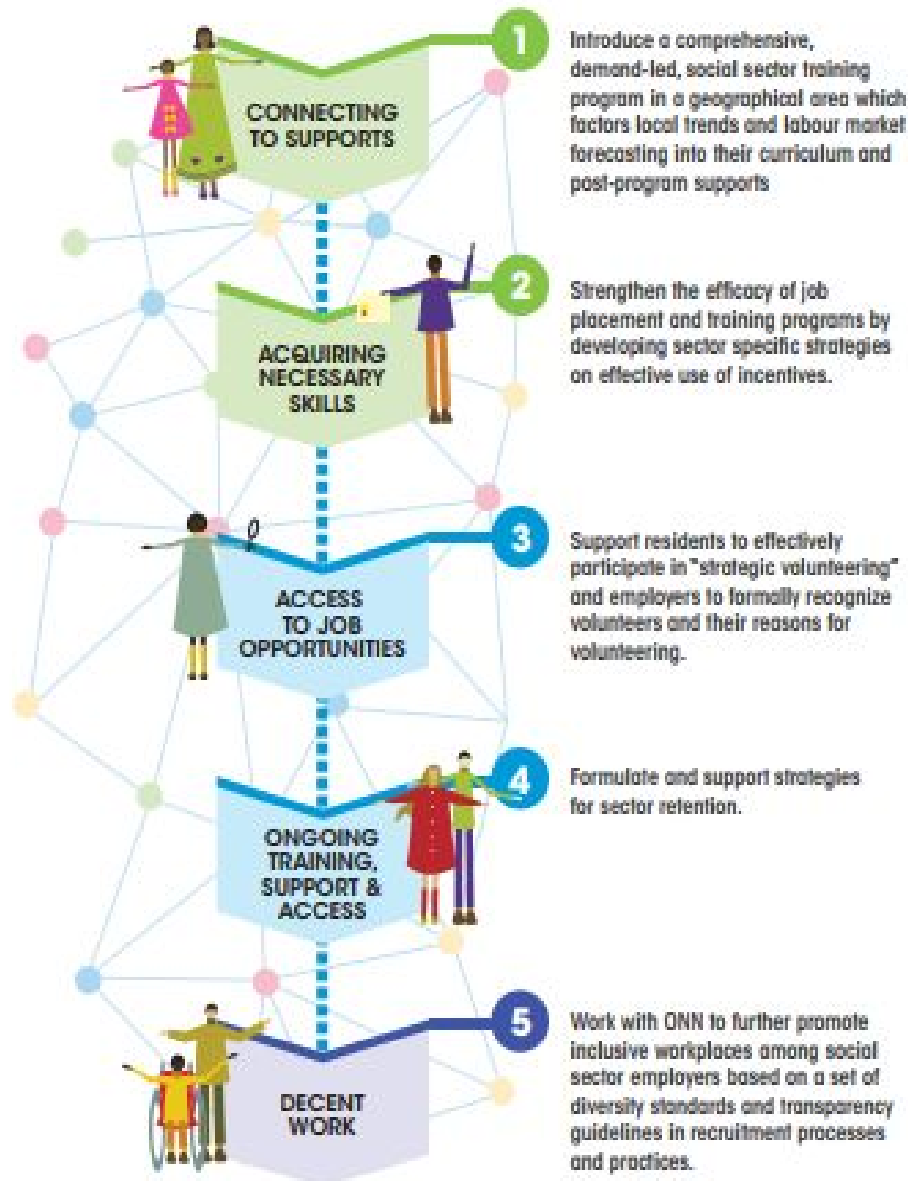 1
Introduce a comprehensive,
demand-led, social sector training
program in a geographical area which
factors local trends and labour market
forecasting into their curriculum and
post-program supports
CONNECTING
TO SUPPORTS
2
Strengthen the efficacy of job
placement and training programs by
developing sector specific strategies
on effective use of incentives.
ACQUIRING
NECESSARY
SKILLS
3
Support residents to effectively
participate in "strategic volunteering"
and employers to formally recognize
volunteers and their reasons for
volunteering.
ACCESS
TO JOB
OPPORTUNITIES
4
Formulate and support strategies
for sector retention.
ONGOING
TRAINING,
SUPPORT &
ACCESS
5
Work with ONN to further promote
inclusive workplaces among social
sector employers based on a set of
diversity standards and transparency
guidelines in recruitment processes
and practices.
DECENT
WORK